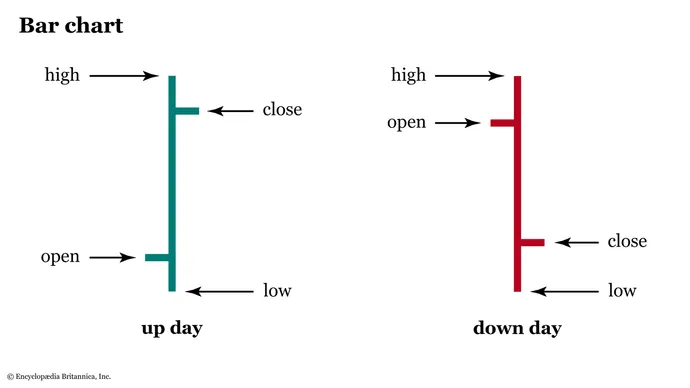 Bar chart
high
close
open
low
up day
high
open
close
low
down day
© Encyclopædia Britannica, Inc.